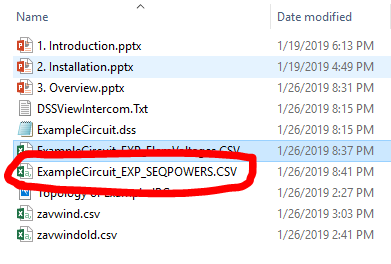 Name Date modified
1. Introduction.pptx 1/19/2019 6:13 PM
2. Installation.pptx 1/19/2019 4:49 PM
3. Overview.pptx 1/26/2019 8:31 PM
DSSViewIntercom.Txt 1/26/2019 8:15 PM
ExampleCircuit.dss 1/26/2019 8:15 PM
ExampleCircuit_EXP_ElemVoltages.CSV 1/26/2019 8:37 PM
ExampleCircuit_EXP_SEQPOWERS.CSV 1/26/2019 8:41 PM
Topology of Example 1/26/2019 2:27 PM
zavwind.csv 1/26/2019 3:03 PM
zavwindold.csv 1/26/2019 2:41 PM